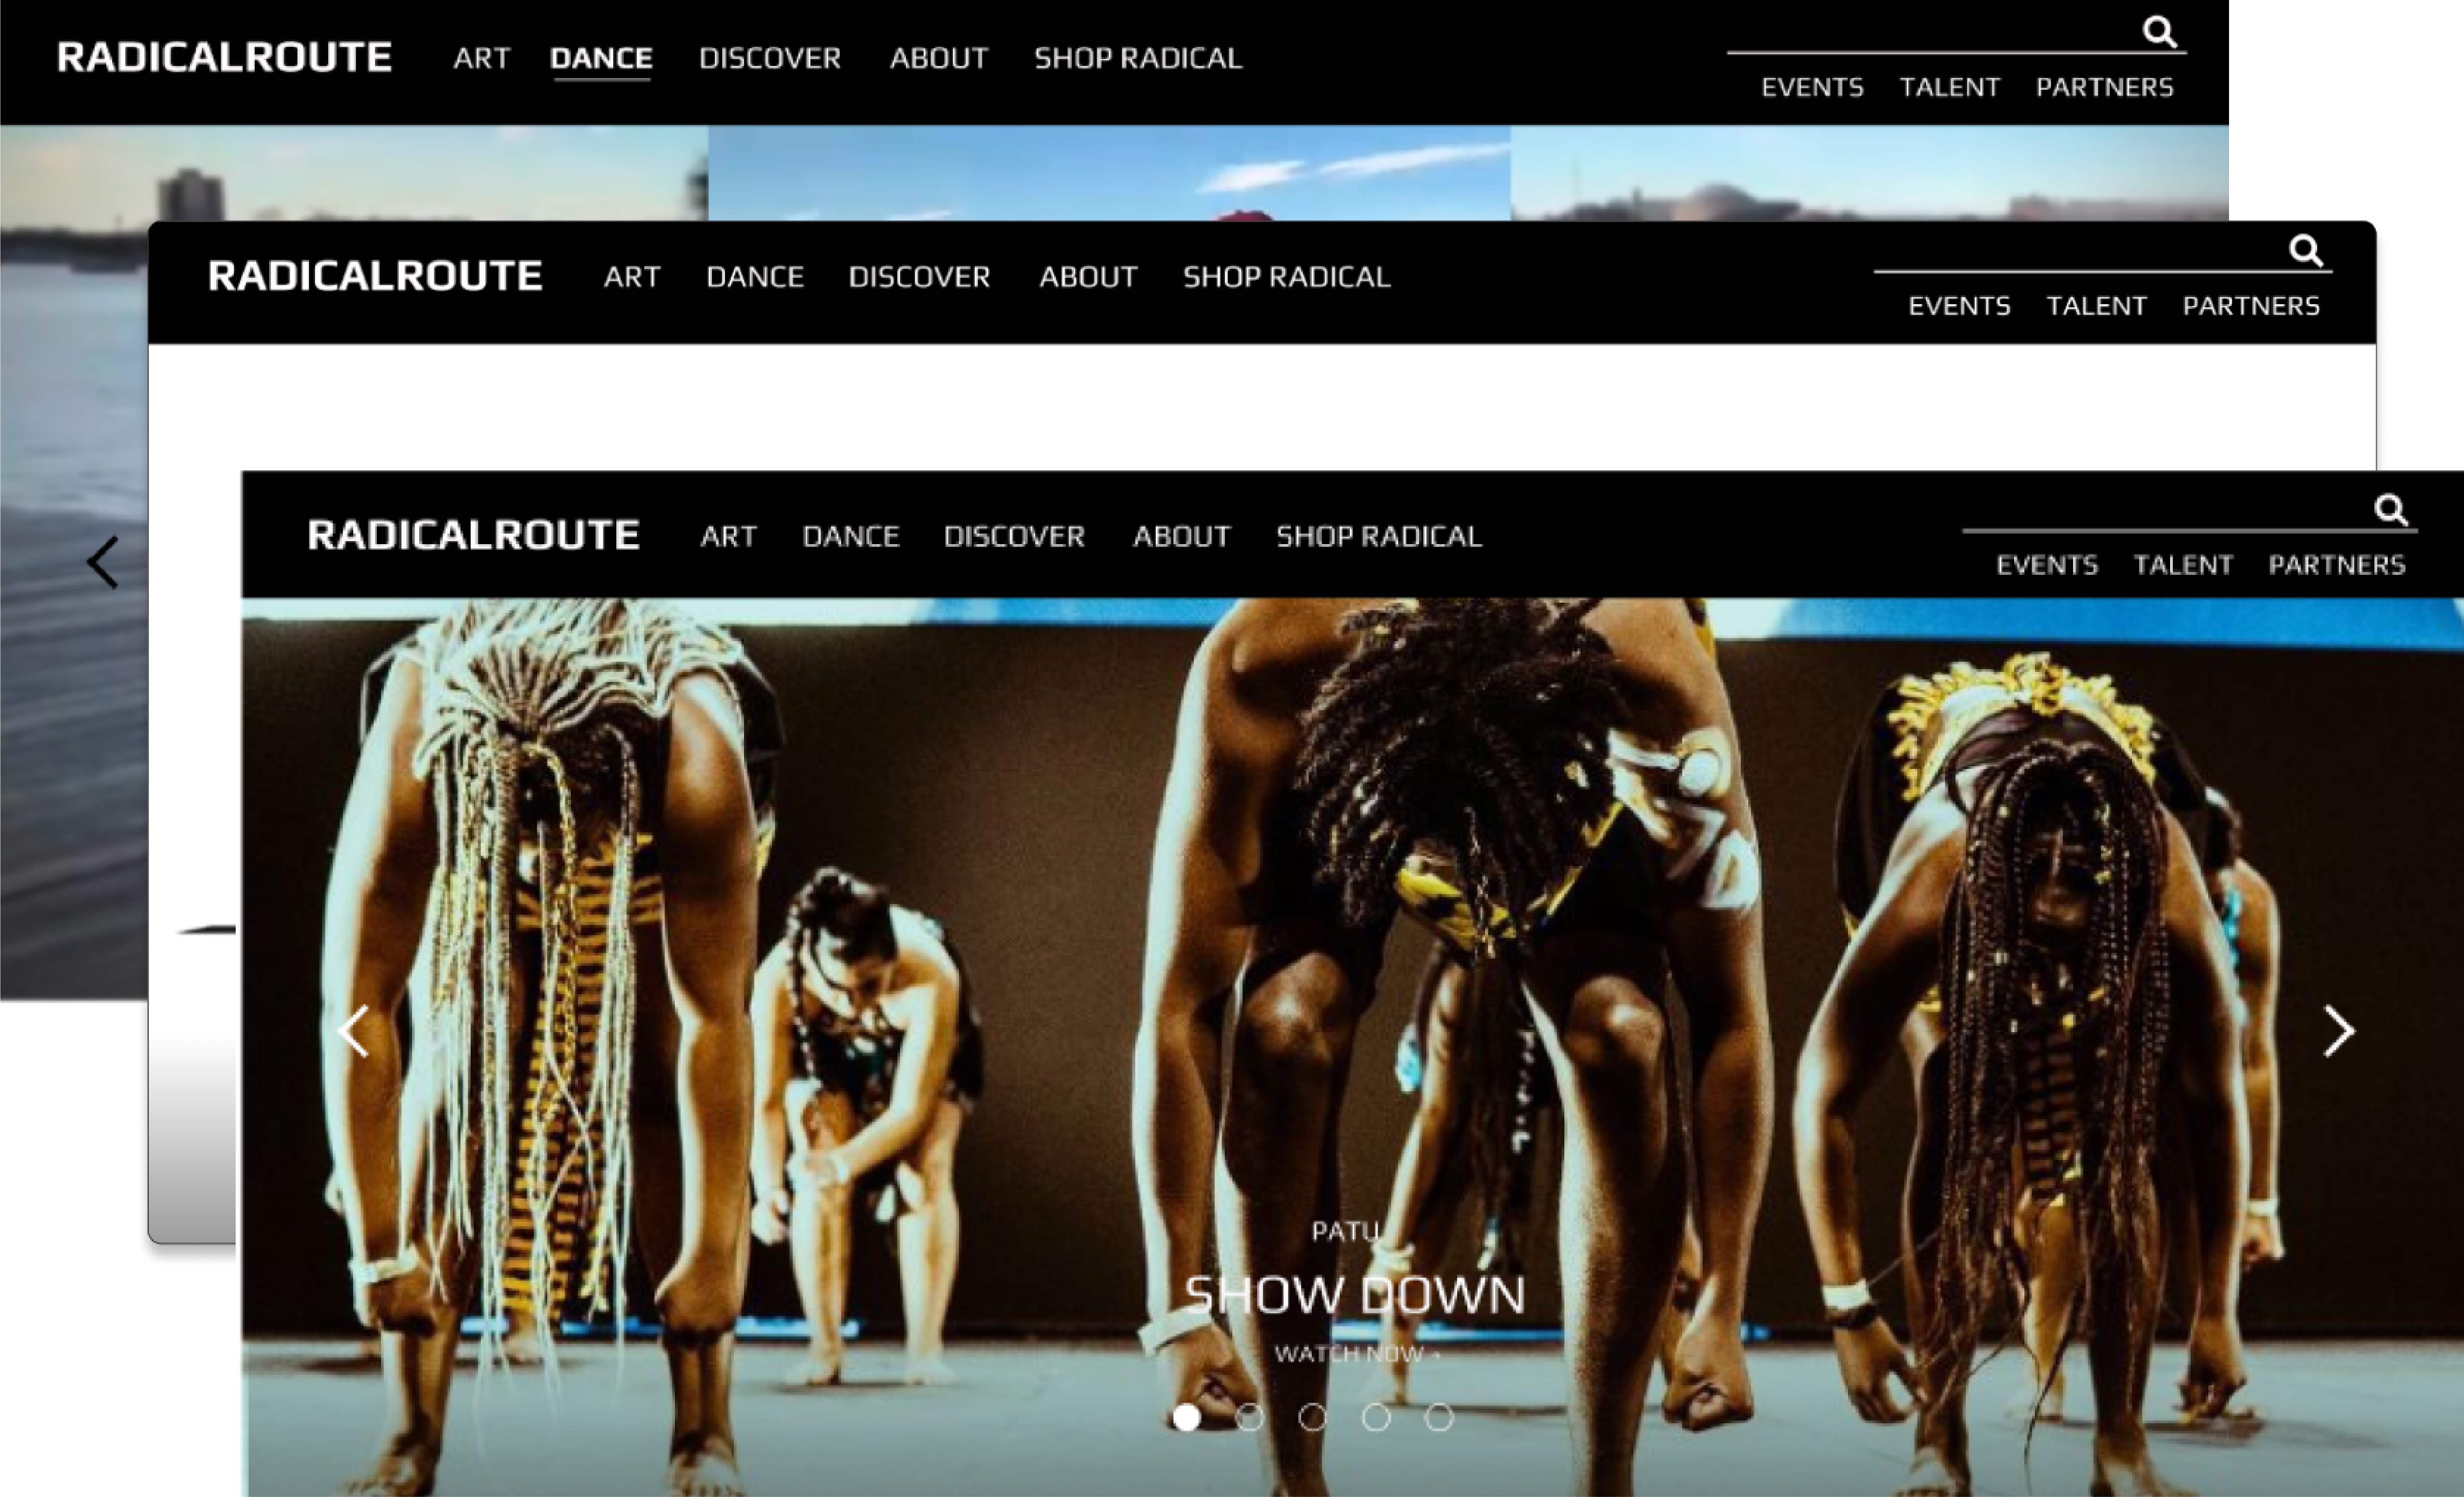 RADICALROUTE ART DANCE DISCOVER ABOUT SHOP RADICAL
EVENTS TALENT PARTNERS
RADICALROUTE ART DANCE DISCOVER ABOUT SHOP RADICAL
EVENTS TALENT PARTNERS
RADICALROUTE ART DANCE DISCOVER ABOUT SHOP RADICAL
EVENTS TALENT PARTNERS
PATU
SHOW DOWN
WATCH NOW